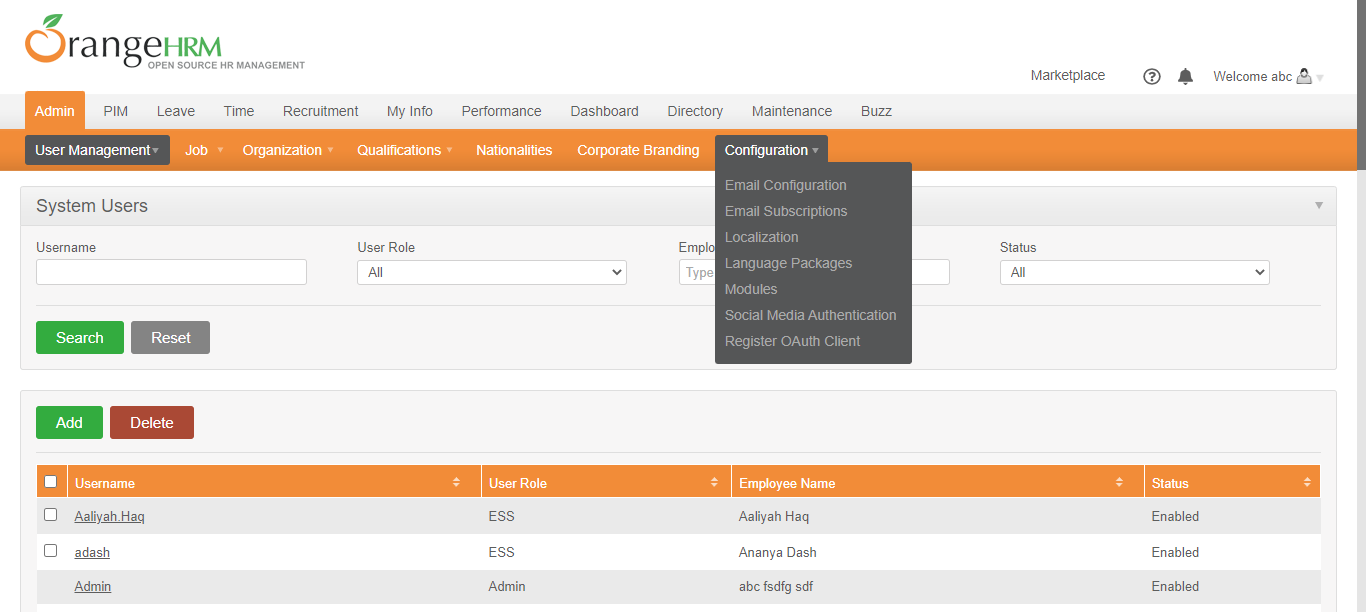 OrangeHRM
OPEN SOURCE HR MANAGEMENT
Marketplace ? Welcome abc
Admin PIM Leave Time Recruitment My Info Performance Dashboard Directory Maintenance Buzz
User Management Job Organization Qualifications Nationalities Corporate Branding Configuration
Email Configuration
Email Subscriptions
Localization
Language Packages
Modules
Social Media Authentication
Register OAuth Client
System Users
Username User Role Emplo Status
All Type All
Search Reset
Add Delete
Username User Role Employee Name Status
Aaliyah.Haq ESS Aaliyah Haq Enabled
adash ESS Ananya Dash Enabled
Admin Admin abc fsdfg sdf Enabled